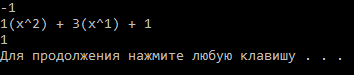 -1
1(x^2) + 3(x^1) + 1
1
Для продолжения нажмите любую клавишу . . .